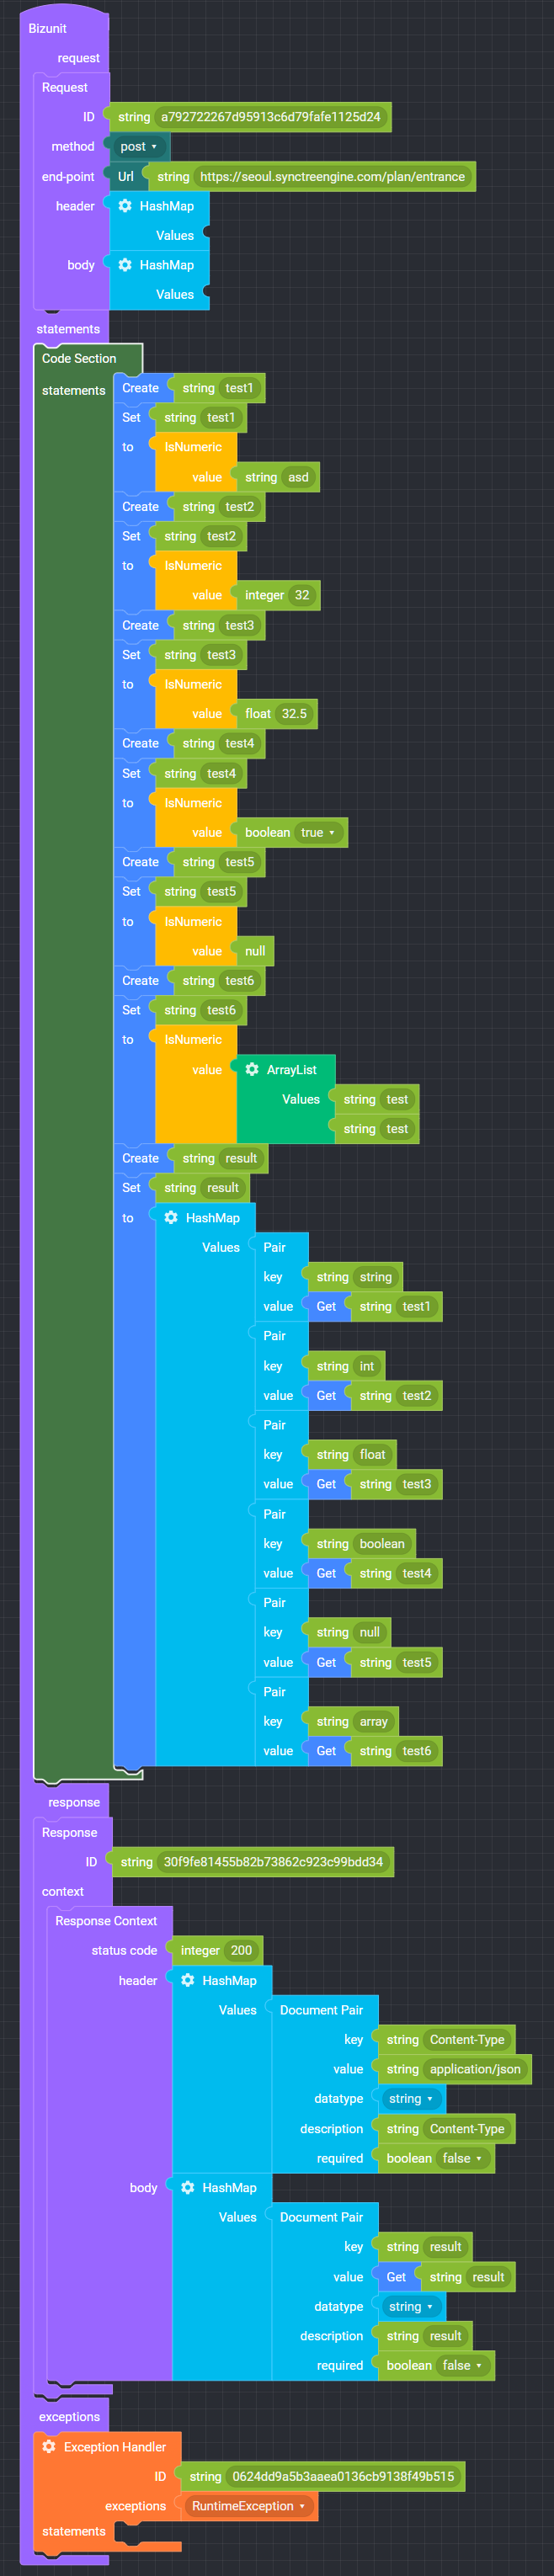 Bizunit
request
Request
ID string a792722267d95913c6d79fafe1125d24
method post
end-point Url string https://seoul.synctreengine.com/plan/entrance
header HashMap
Values
body HashMap
Values
statements
Code Section
statements Create string test1
Set string test1
to IsNumeric
value string asd
Create string test2
Set string test2
to IsNumeric
value integer 32
Create string test3
Set string test3
to IsNumeric
value float 32.5
Create string test4
Set string test4
to IsNumeric
value boolean true
Create string test5
Set string test5
to IsNumeric
value null
Create string test6
Set string test6
to IsNumeric
value ArrayList
Values string test
string test
Create string result
Set string result
to HashMap
Values Pair
key string string
value Get string test1
Pair
key string int
value Get string test2
Pair
key string float
value Get string test3
Pair
key string boolean
value Get string test4
Pair
key string null
value Get string test5
Pair
key string array
value Get string test6
response
Response
ID string 30f9fe81455b82b73862c923c99bdd34
context
Response Context
status code integer 200
header HashMap
Values Document Pair
key string Content-Type
value string application/json
datatype string
description string Content-Type
required boolean false
body HashMap
Values Document Pair
key string result
value Get string result
datatype string
description string result
required boolean false
exceptions
Exception Handler
ID string 0624dd9a5b3aaea0136cb9138f49b515
exceptions RuntimeException
statements